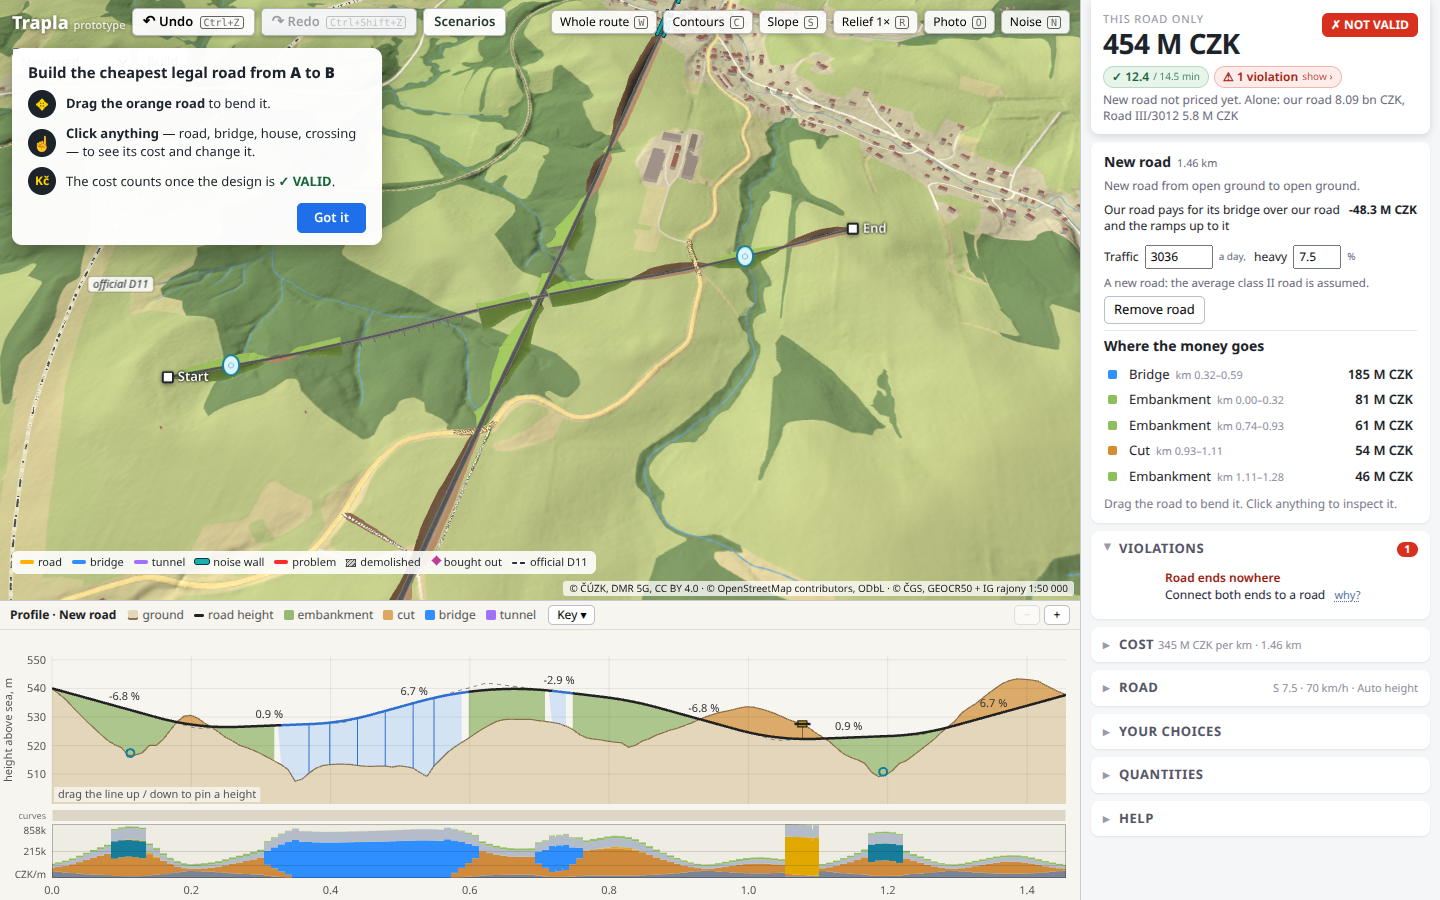 Trapla prototype
↶ Undo Ctrl+Z
↷ Redo Ctrl+Shift+Z
Scenarios
Whole route W
Contours C
Slope S
Relief 1× R
Photo O
Noise N
Build the cheapest legal road from A to B
Drag the orange road to bend it.
Click anything — road, bridge, house, crossing
— to see its cost and change it.
Kč
The cost counts once the design is ✓ VALID.
Got it
official D11
Start
End
road
bridge
tunnel
noise wall
problem
demolished
bought out
official D11
© ČÚZK, DMR 5G, CC BY 4.0 · © OpenStreetMap contributors, ODbL · © ČGS, GEOCR50 + IG rajony 1:50 000
Profile · New road
ground
road height
embankment
cut
bridge
tunnel
Key ▾
−
+
height above sea, m
550
540
530
520
510
-6.8 %
0.9 %
6.7 %
-2.9 %
-6.8 %
0.9 %
6.7 %
drag the line up / down to pin a height
curves
858k
215k
CZK/m
0.0
0.2
0.4
0.6
0.8
1.0
1.2
1.4
THIS ROAD ONLY
✗ NOT VALID
454 M CZK
✓ 12.4 / 14.5 min
⚠ 1 violation show ›
New road not priced yet. Alone: our road 8.09 bn CZK,
Road III/3012 5.8 M CZK
New road 1.46 km
New road from open ground to open ground.
Our road pays for its bridge over our road -48.3 M CZK
and the ramps up to it
Traffic 3036 a day, heavy 7.5 %
A new road: the average class II road is assumed.
Remove road
Where the money goes
Bridge km 0.32–0.59 185 M CZK
Embankment km 0.00–0.32 81 M CZK
Embankment km 0.74–0.93 61 M CZK
Cut km 0.93–1.11 54 M CZK
Embankment km 1.11–1.28 46 M CZK
Drag the road to bend it. Click anything to inspect it.
▼ VIOLATIONS 1
Road ends nowhere
Connect both ends to a road why?
▶ COST 345 M CZK per km · 1.46 km
▶ ROAD S 7.5 · 70 km/h · Auto height
▶ YOUR CHOICES
▶ QUANTITIES
▶ HELP